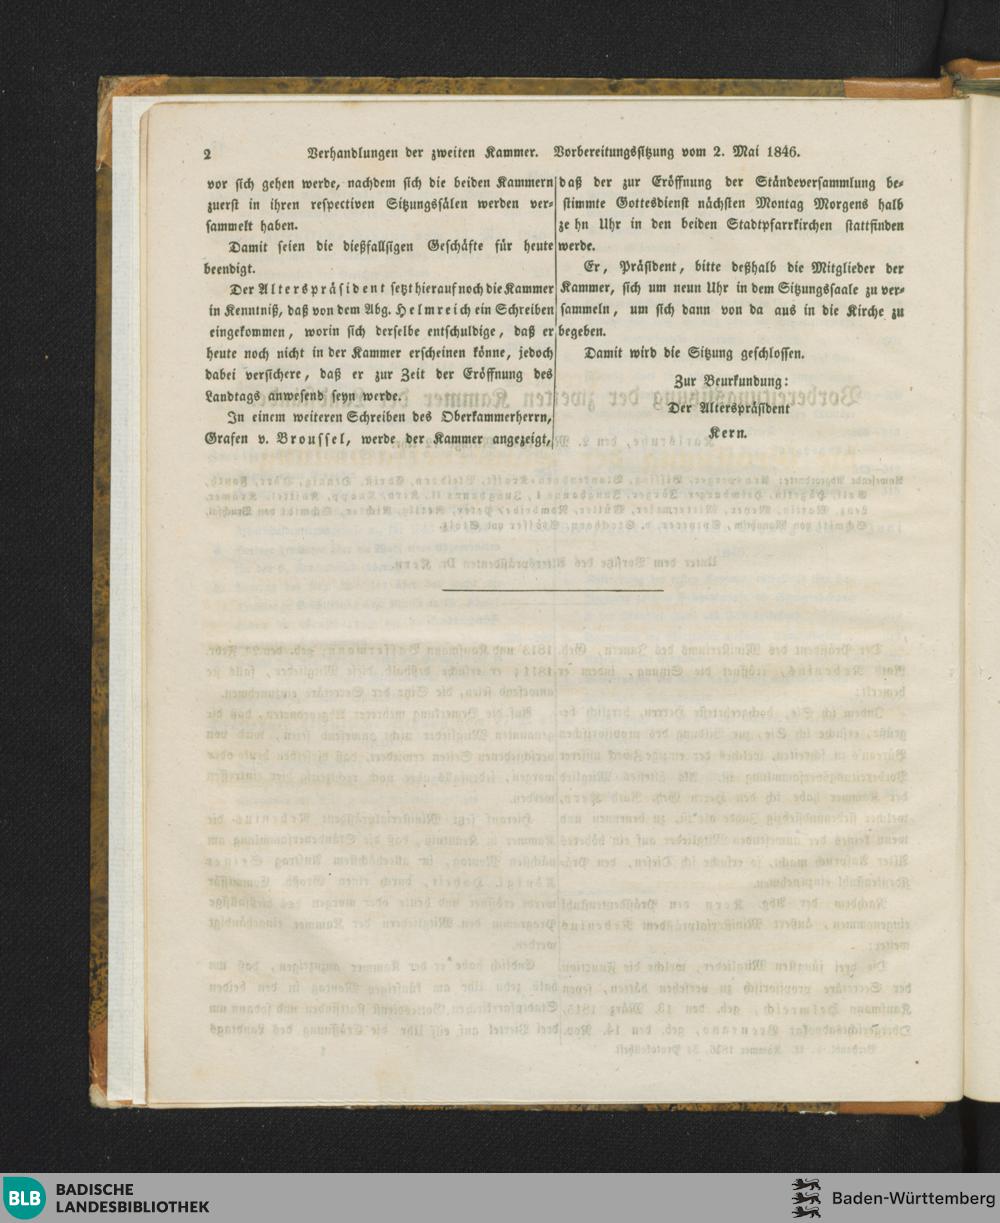 2 Verhandlungen der zweiten Kammer. Vorbereitungssitzung vom 2. Mai 1846.
vor sich gehen werde, nachdem sich die beiden Kammern
zuerst in ihren respectiven Sitzungssälen werden ver-
sammelt haben.
Damit seien die dießfallsigen Geschäfte für heute
beendigt.
Der Alterspräsident setzt hierauf noch die Kammer
in Kenntniß, daß von dem Abg. Helmreich ein Schreiben
eingekommen, worin sich derselbe entschuldige, daß er
heute noch nicht in der Kammer erscheinen könne, jedoch
dabei versichere, daß er zur Zeit der Eröffnung des
Landtags anwesend seyn werde.
In einem weiteren Schreiben des Oberkammerherrn,
Grafen v. Broussel, werde der Kammer angezeigt,
daß der zur Eröffnung der Ständeversammlung be-
stimmte Gottesdienst nächsten Montag Morgens halb
zehn Uhr in den beiden Stadtpfarrkirchen stattfinden
werde.
Er, Präsident, bitte deßhalb die Mitglieder der
Kammer, sich um neun Uhr in dem Sitzungssaale zu ver-
sammeln, um sich dann von da aus in die Kirche zu
begeben.
Damit wird die Sitzung geschlossen.
Zur Beurkundung:
Der Alterspräsident
Kern.
BLB BADISCHE
LANDESBIBLIOTHEK
Baden-Württemberg